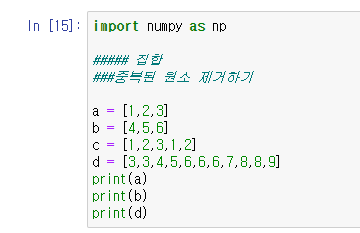 In [15]: import numpy as np
##### 집합
###중복된 원소 제거하기
a = [1,2,3]
b = [4,5,6]
c = [1,2,3,1,2]
d = [3,3,4,5,6,6,6,7,8,8,9]
print(a)
print(b)
print(d)